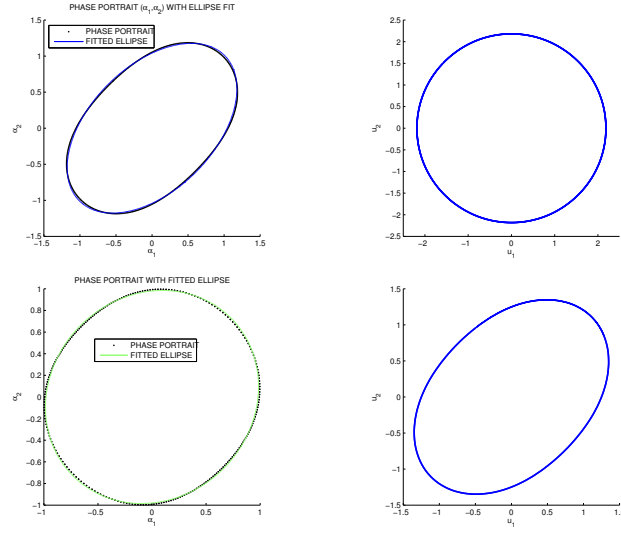 PHASE PORTRAIT (α1,α2) WITH ELLIPSE FIT
PHASE PORTRAIT
FITTED ELLIPSE
1.5
1
0.5
0
−0.5
−1
−1.5
α2
−1.5 −1 −0.5 0 0.5 1 1.5
α1
2.5
2
1.5
1
0.5
0
−0.5
−1
−1.5
−2
−2.5
u2
−2 −1 0 1 2
u1
PHASE PORTRAIT WITH FITTED ELLIPSE
PHASE PORTRAIT
FITTED ELLIPSE
1
0.8
0.6
0.4
0.2
0
−0.2
−0.4
−0.6
−0.8
−1
α2
−1 −0.5 0 0.5 1
α1
1.5
1
0.5
0
−0.5
−1
−1.5
u2
−1.5 −1 −0.5 0 0.5 1 1.5
u1